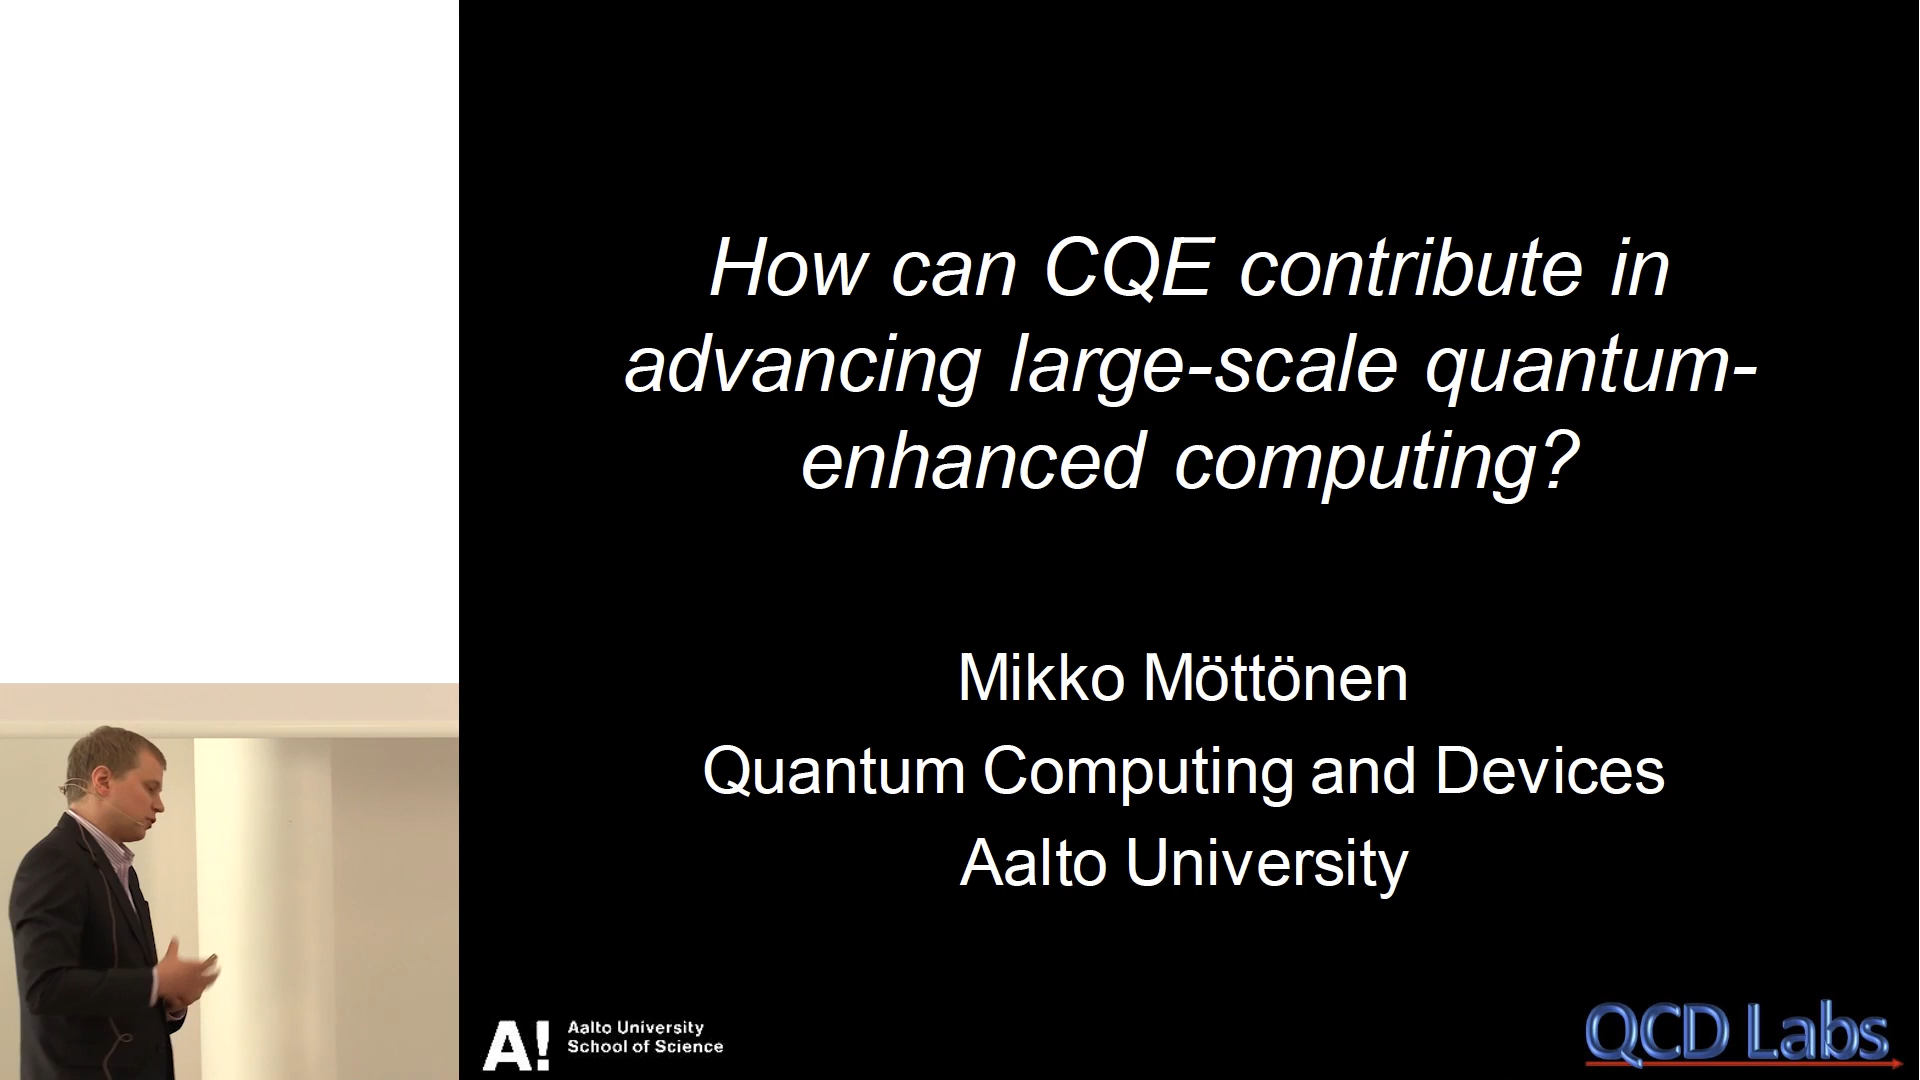 How can CQE contribute in
advancing large-scale quantum-
enhanced computing?
Mikko Möttönen
Quantum Computing and Devices
Aalto University
A!
Aalto University
School of Science
QCD Labs